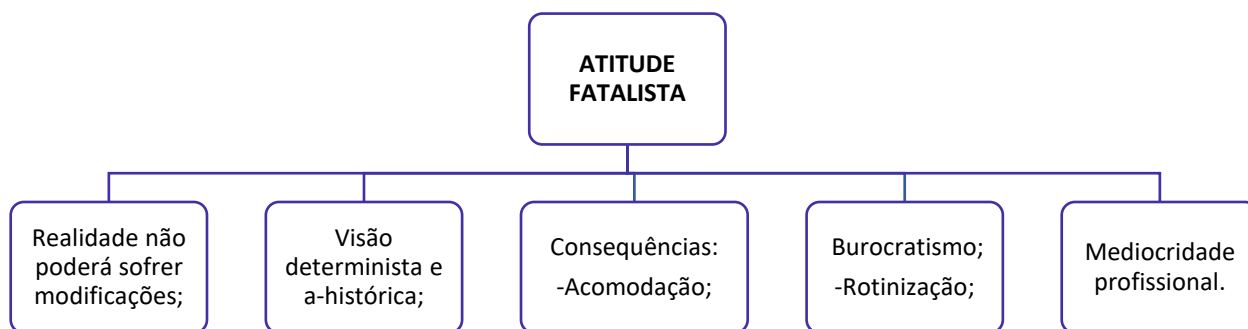 ATITUDE
FATALISTA
Realidade não
poderá sofrer
modificações;
Visão
determinista e
a-histórica;
Consequências:
-Acomodação;
Burocratismo;
-Rotinização;
Mediocridade
profissional.